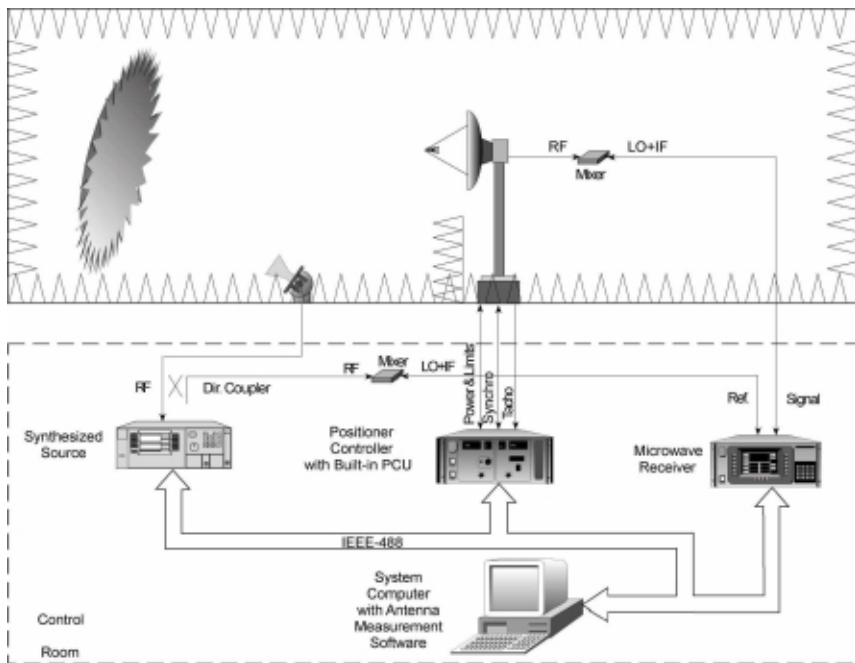 RF
LO+IF
Mixer
RF
Dir. Coupler
RF
Mixer
LO+IF
Power & Limits
Synchro
Tacho
Ref.
Signal
Synthesized
Source
Positioner
Controller
with Built-in PCU
Microwave
Receiver
IEEE-488
System
Computer
with Antenna
Measurement
Software
Control
Room